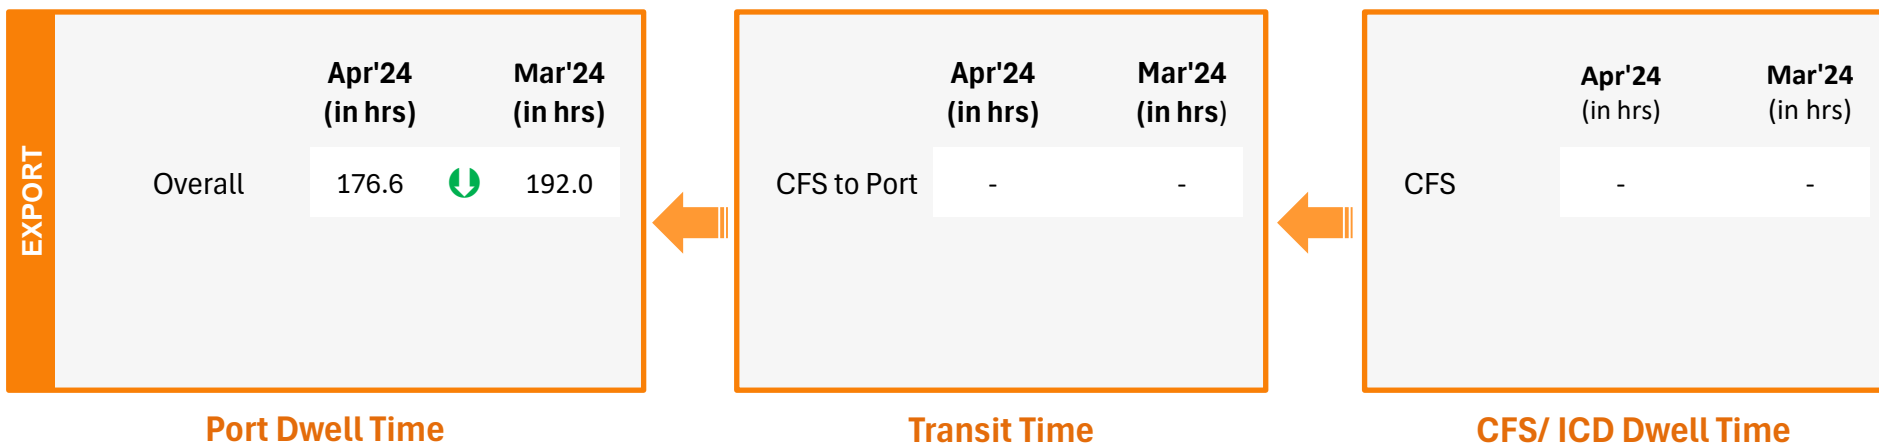 EXPORT
Apr'24 Mar'24
(in hrs) (in hrs)
Overall 176.6 192.0
Port Dwell Time
Apr'24 Mar'24
(in hrs) (in hrs)
CFS to Port - -
Transit Time
Apr'24 Mar'24
(in hrs) (in hrs)
CFS - -
CFS/ ICD Dwell Time